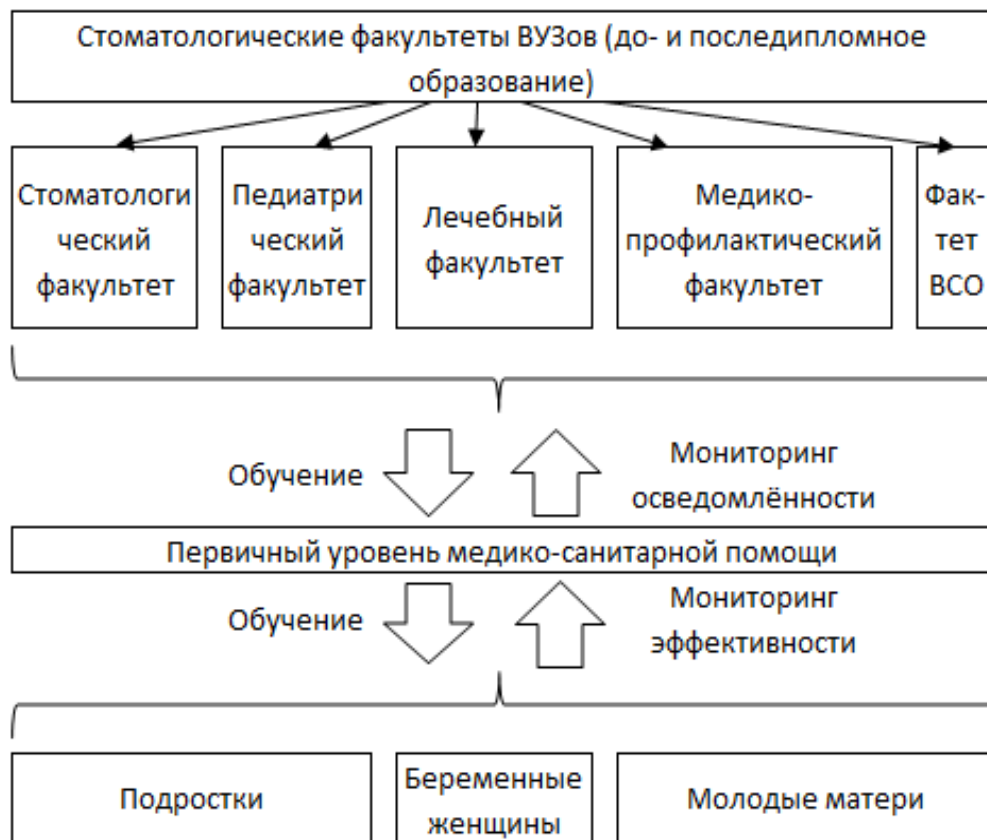 Стоматологические факультеты ВУЗов (до- и последипломное
образование)
Стоматологи
ческий
факультет
Педиатри
ческий
факультет
Лечебный
факультет
Медико-
профилактический
факультет
Фак-
тет
ВСО
Обучение
Мониторинг
осведомлённости
Первичный уровень медико-санитарной помощи
Обучение
Мониторинг
эффективности
Подростки
Беременные
женщины
Молодые матери